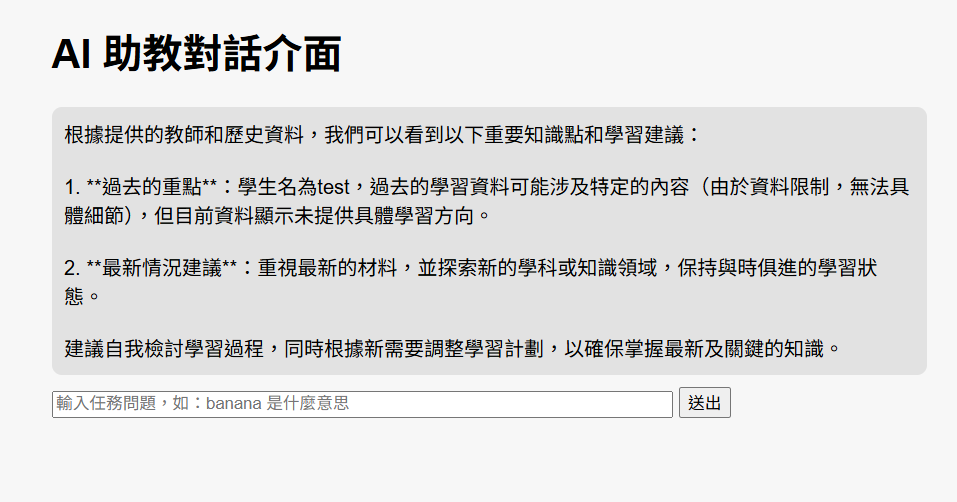 AI 助教對話介面
根據提供的教師和歷史資料，我們可以看到以下重要知識點和學習建議：
1. **過去的重點**：學生名為test，過去的學習資料可能涉及特定的內容（由於資料限制，無法具
體細節），但目前資料顯示未提供具體學習方向。
2. **最新情況建議**：重視最新的材料，並探索新的學科或知識領域，保持與時俱進的學習狀
態。
建議自我檢討學習過程，同時根據新需要調整學習計劃，以確保掌握最新及關鍵的知識。
輸入任務問題，如：banana 是什麼意思
送出